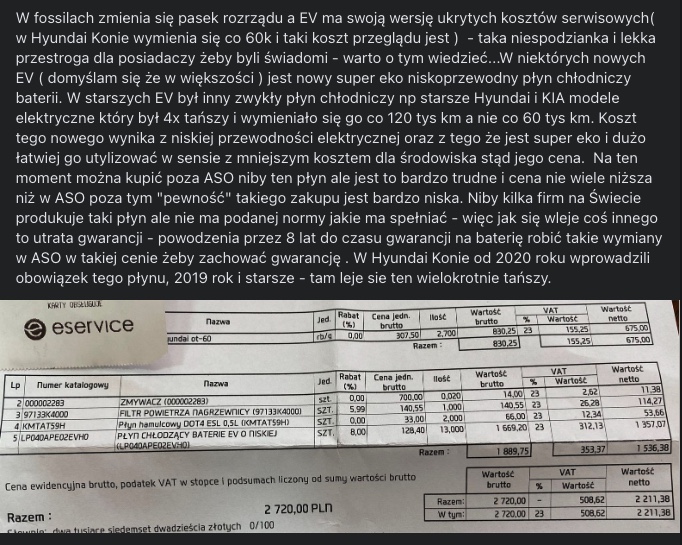 W fossilach zmienia się pasek rozrządu a EV ma swoją wersję ukrytych kosztów serwisowych(
w Hyundai Konie wymienia się co 60k i taki koszt przeglądu jest ) - taka niespodzianka i lekka
przestroga dla posiadaczy żeby byli świadomi - warto o tym wiedzieć...W niektórych nowych
EV ( domyślam się że w większości ) jest nowy super eko niskoprzewodny płyn chłodniczy
baterii. W starszych EV był inny zwykły płyn chłodniczy np starsze Hyundai i KIA modele
elektryczne który był 4x tańszy i wymieniało się go co 120 tys km a nie co 60 tys km. Koszt
tego nowego wynika z niskiej przewodności elektrycznej oraz z tego że jest super eko i dużo
łatwiej go utylizować w sensie z mniejszym kosztem dla środowiska stąd jego cena. Na ten
moment można kupić poza ASO niby ten płyn ale jest to bardzo trudne i cena nie wiele niższa
niż w ASO poza tym "pewność" takiego zakupu jest bardzo niska. Niby kilka firm na Świecie
produkuje taki płyn ale nie ma podanej normy jakie ma spełniać - więc jak się wleje coś innego
to utrata gwarancji - powodzenia przez 8 lat do czasu gwarancji na baterię robić takie wymiany
w ASO w takiej cenie żeby zachować gwarancję . W Hyundai Konie od 2020 roku wprowadzili
obowiązek tego płynu, 2019 rok i starsze - tam leje sie ten wielokrotnie tańszy.
KARTY OBSŁUGUJE
eservice
Nazwa Jed. Rabat (%) Cena jedn. brutto Ilość Wartość brutto VAT % Wartość Wartość netto
yundai ot-60 rb/g 0,00 307,50 2,700 830,25 23 155,25 675,00
Razem : 830,25 155,25 675,00
Lp Numer katalogowy Nazwa Jed. Rabat (%) Cena jedn. brutto Ilość Wartość brutto VAT % Wartość Wartość netto
2 000002283 ZMYWACZ (000002283) szt. 0,00 700,00 0,020 14,00 23 2,62 11,38
3 97133K4000 FILTR POWIETRZA NAGRZEWNICY (97133K4000) SZT. 5,99 140,55 1,000 140,55 23 26,28 114,27
4 KMTAT59H Płyn hamulcowy DOT4 ESL 0,5L (KMTAT59H) SZT. 0,00 33,00 2,000 66,00 23 12,34 53,66
5 LP040APE02EVHO PŁYN CHŁODZĄCY BATERIE EV O NISKIEJ SZT. 8,00 128,40 13,000 1 669,20 23 312,13 1 357,07
(LP040APE02EVHO)
Razem : 1 889,75 353,37 1 536,38
Cena ewidencyjna brutto, podatek VAT w stopce i podsumach liczony od sumy wartości brutto
Wartość brutto VAT % Wartość Wartość netto
Razem: 2 720,00 - 508,62 2 211,38
W tym: 2 720,00 23 508,62 2 211,38
Razem : 2 720,00 PLN
Słownie: dwa tysiące siedemset dwadzieścia złotych 0/100